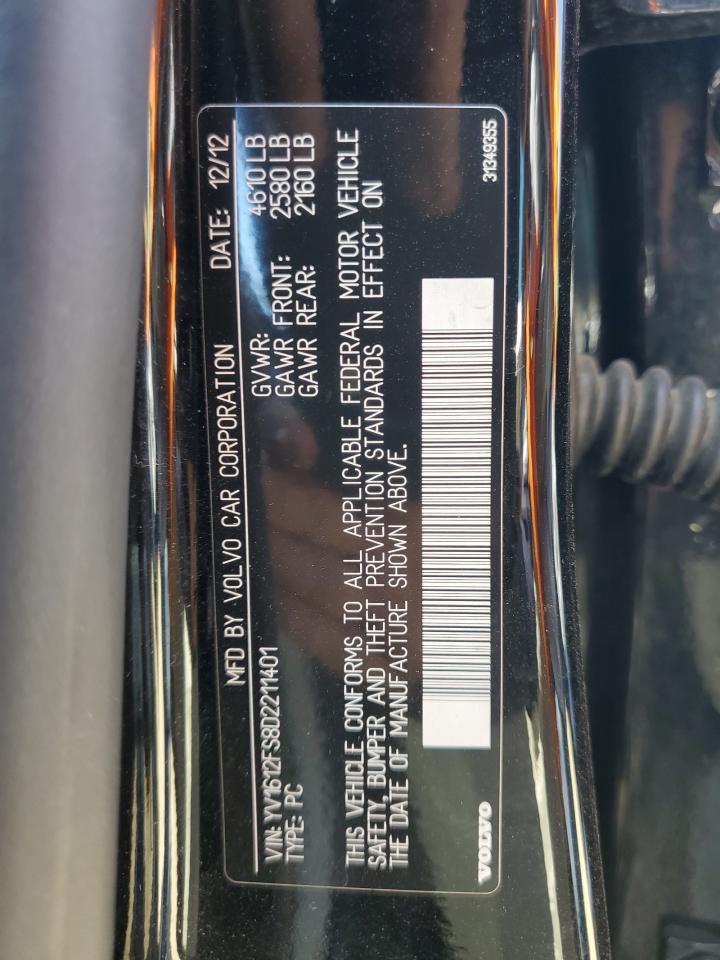 MFD BY VOLVO CAR CORPORATION DATE: 12/12
VIN: YV1612FS8D2211401 GVWR: 4610 LB
TYPE: PC GAWR FRONT: 2580 LB
GAWR REAR: 2160 LB
THIS VEHICLE CONFORMS TO ALL APPLICABLE FEDERAL MOTOR VEHICLE
SAFETY, BUMPER AND THEFT PREVENTION STANDARDS IN EFFECT ON
THE DATE OF MANUFACTURE SHOWN ABOVE.
VOLVO 31349355